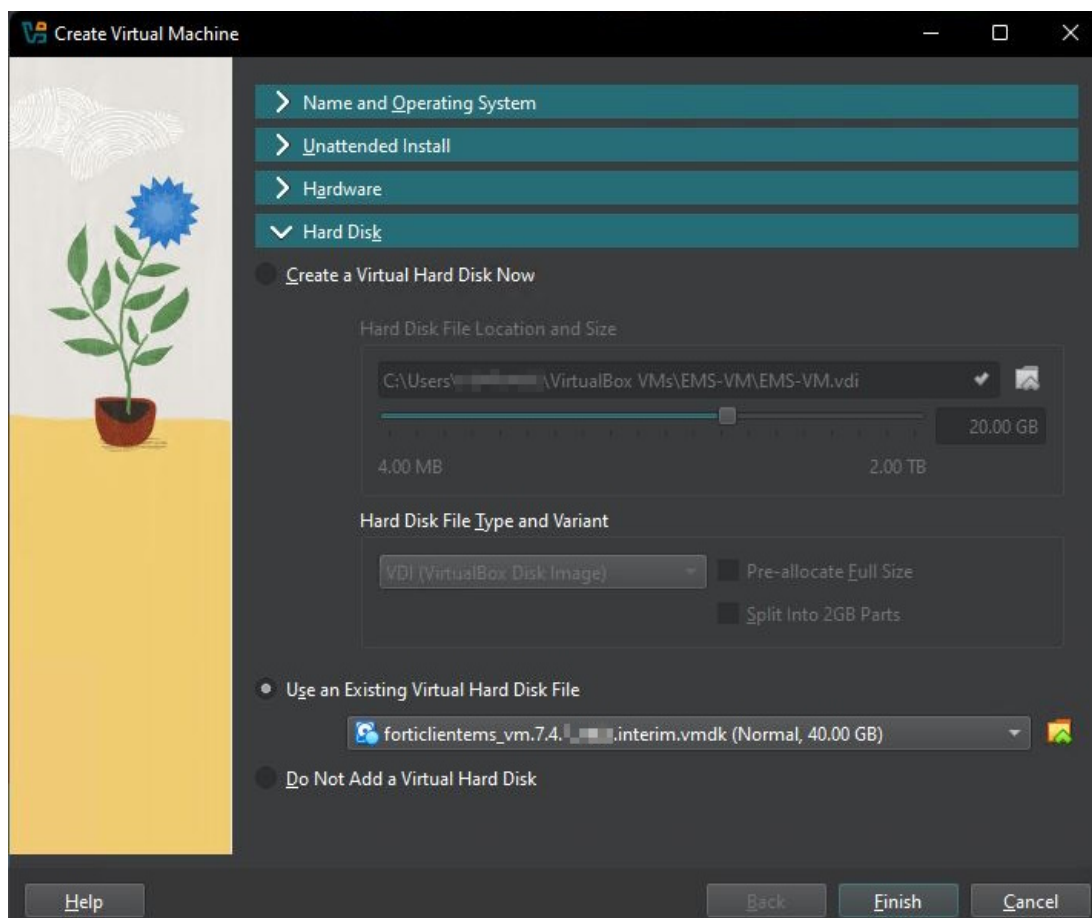 Create Virtual Machine
Name and Operating System
Unattended Install
Hardware
Hard Disk
Create a Virtual Hard Disk Now
Hard Disk File Location and Size
C:\Users\ \VirtualBox VMs\EMS-VM\EMS-VM.vdi
20.00 GB
4.00 MB 2.00 TB
Hard Disk File Type and Variant
VDI (VirtualBox Disk Image) Pre-allocate Full Size
Split Into 2GB Parts
Use an Existing Virtual Hard Disk File
forticlientems_vm.7.4. .interim.vmdk (Normal, 40.00 GB)
Do Not Add a Virtual Hard Disk
Help Back Finish Cancel